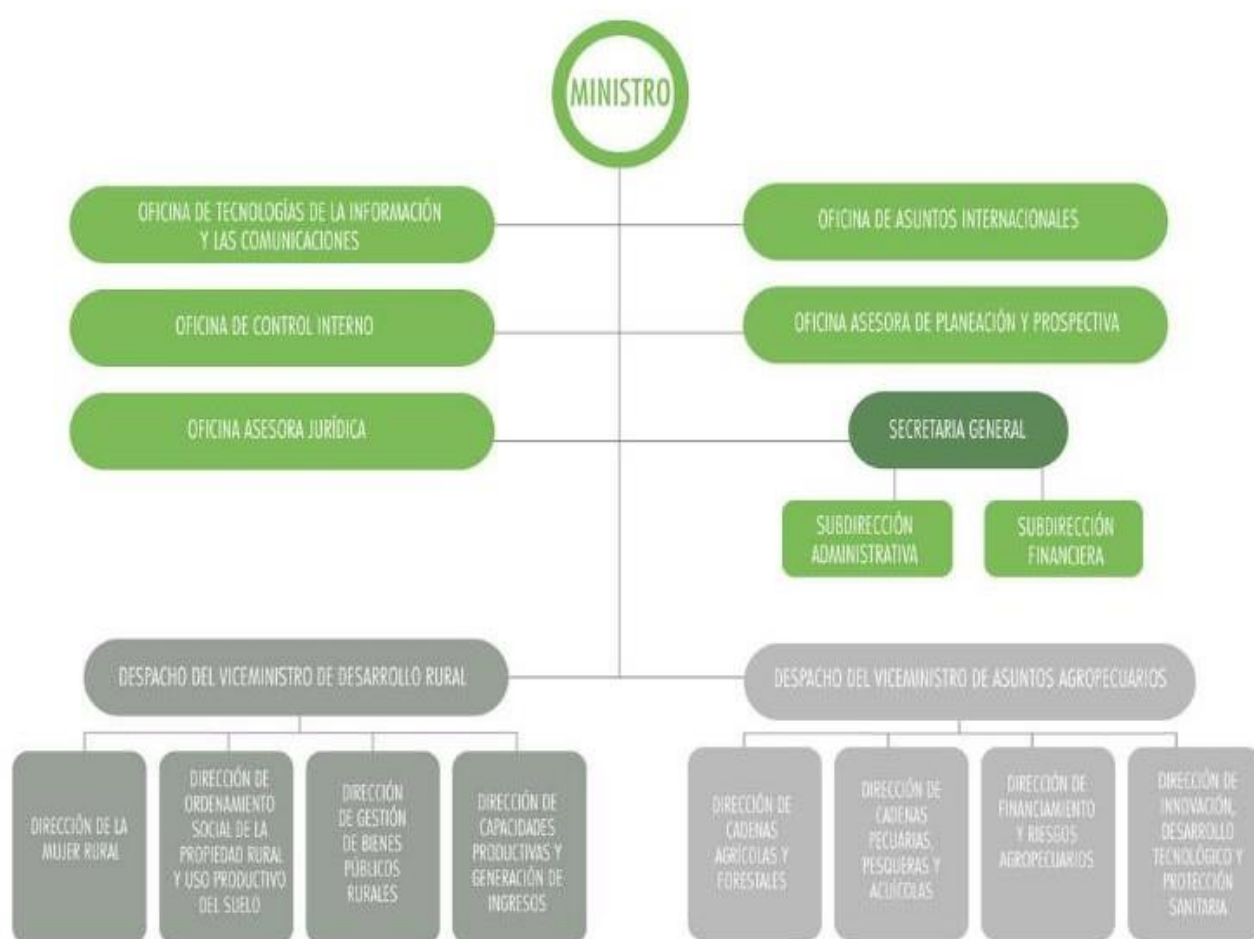 MINISTRO
OFICINA DE TECNOLOGÍAS DE LA INFORMACIÓN
Y LAS COMUNICACIONES
OFICINA DE ASUNTOS INTERNACIONALES
OFICINA DE CONTROL INTERNO
OFICINA ASESORA DE PLANEACIÓN Y PROSPECTIVA
OFICINA ASESORA JURÍDICA
SECRETARIA GENERAL
SUBDIRECCIÓN
ADMINISTRATIVA
SUBDIRECCIÓN
FINANCIERA
DESPACHO DEL VICEMINISTRO DE DESARROLLO RURAL
DESPACHO DEL VICEMINISTRO DE ASUNTOS AGROPECUARIOS
DIRECCIÓN DE LA
MUJER RURAL
DIRECCIÓN DE
ORDENAMIENTO
SOCIAL DE LA
PROPIEDAD RURAL
Y USO PRODUCTIVO
DEL SUELO
DIRECCIÓN
DE GESTIÓN
DE BIENES
PÚBLICOS
RURALES
DIRECCIÓN DE
CAPACIDADES
PRODUCTIVAS Y
GENERACIÓN DE
INGRESOS
DIRECCIÓN DE
CADENAS
AGRÍCOLAS Y
FORESTALES
DIRECCIÓN DE
CADENAS
PECUARIAS,
PESQUERAS Y
ACUÍCOLAS
DIRECCIÓN DE
FINANCIAMIENTO
Y RIESGOS
AGROPECUARIOS
DIRECCIÓN DE
INNOVACIÓN,
DESARROLLO
TECNOLÓGICO Y
PROTECCIÓN
SANITARIA